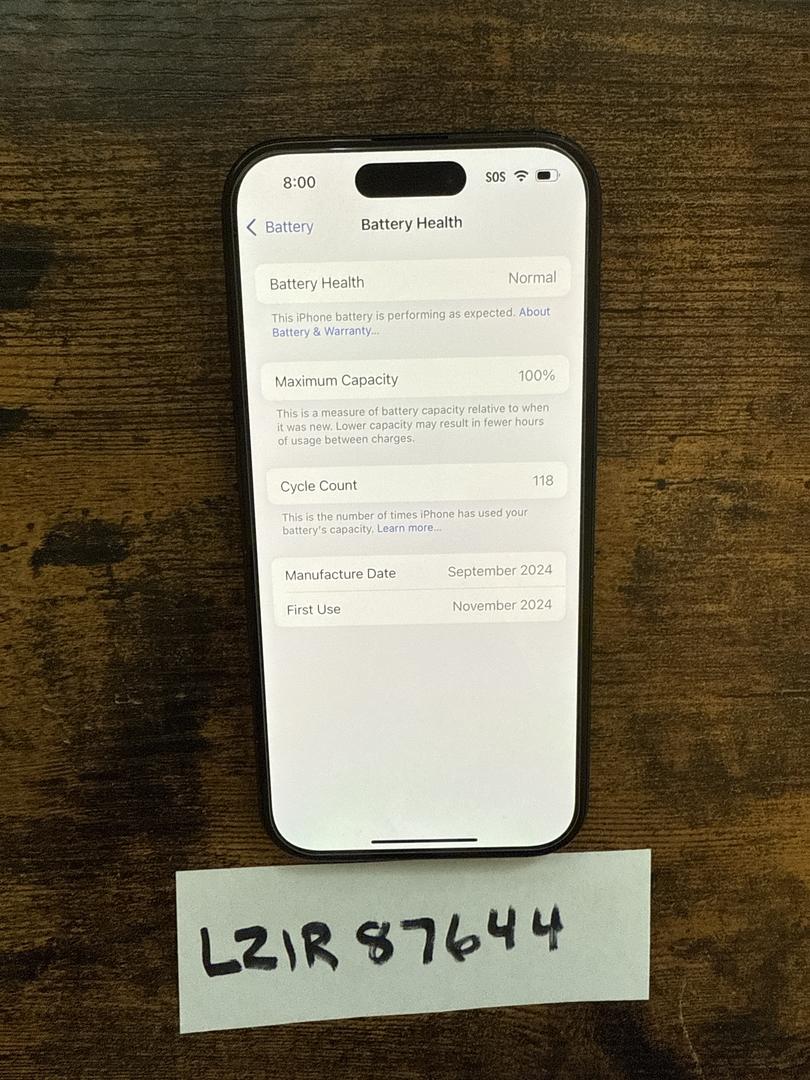 8:00 SOS
Battery Battery Health
Battery Health Normal
This iPhone battery is performing as expected. About
Battery & Warranty...
Maximum Capacity 100%
This is a measure of battery capacity relative to when
it was new. Lower capacity may result in fewer hours
of usage between charges.
Cycle Count 118
This is the number of times iPhone has used your
battery's capacity. Learn more...
Manufacture Date September 2024
First Use November 2024
LZIR 87644